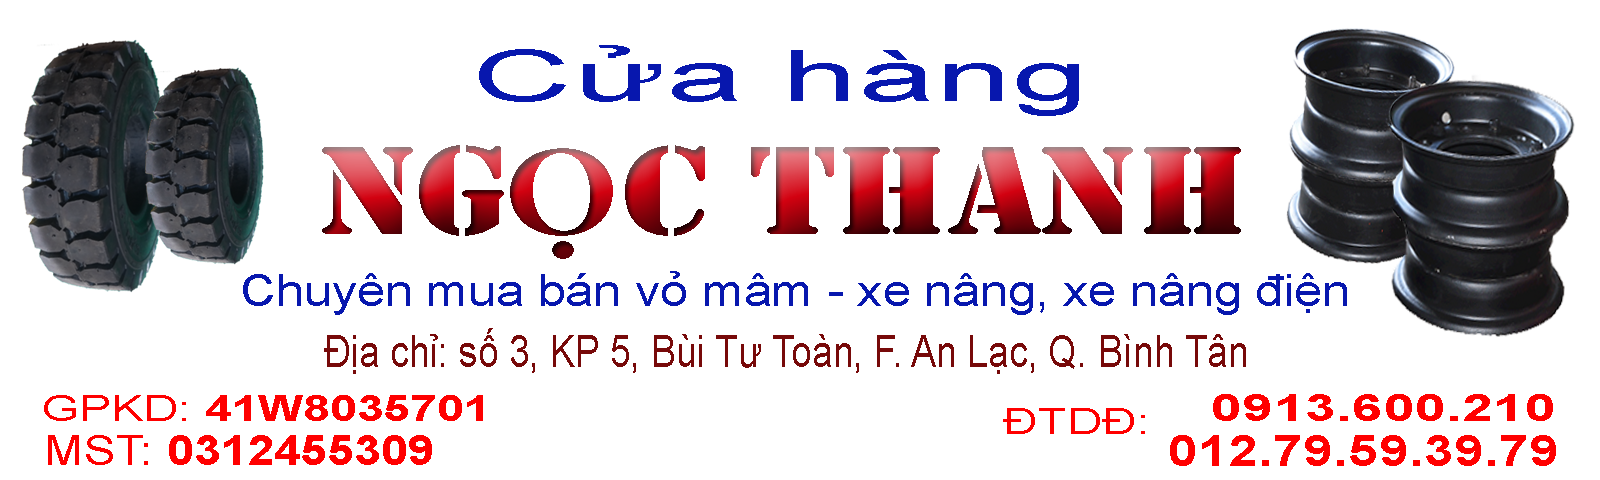 Cửa hàng
NGỌC THANH
Chuyên mua bán vỏ mâm - xe nâng, xe nâng điện
Địa chỉ: số 3, KP 5, Bùi Tư Toàn, F. An Lạc, Q. Bình Tân
GPKD: 41W8035701
MST: 0312455309
ĐTDĐ: 0913.600.210
012.79.59.39.79